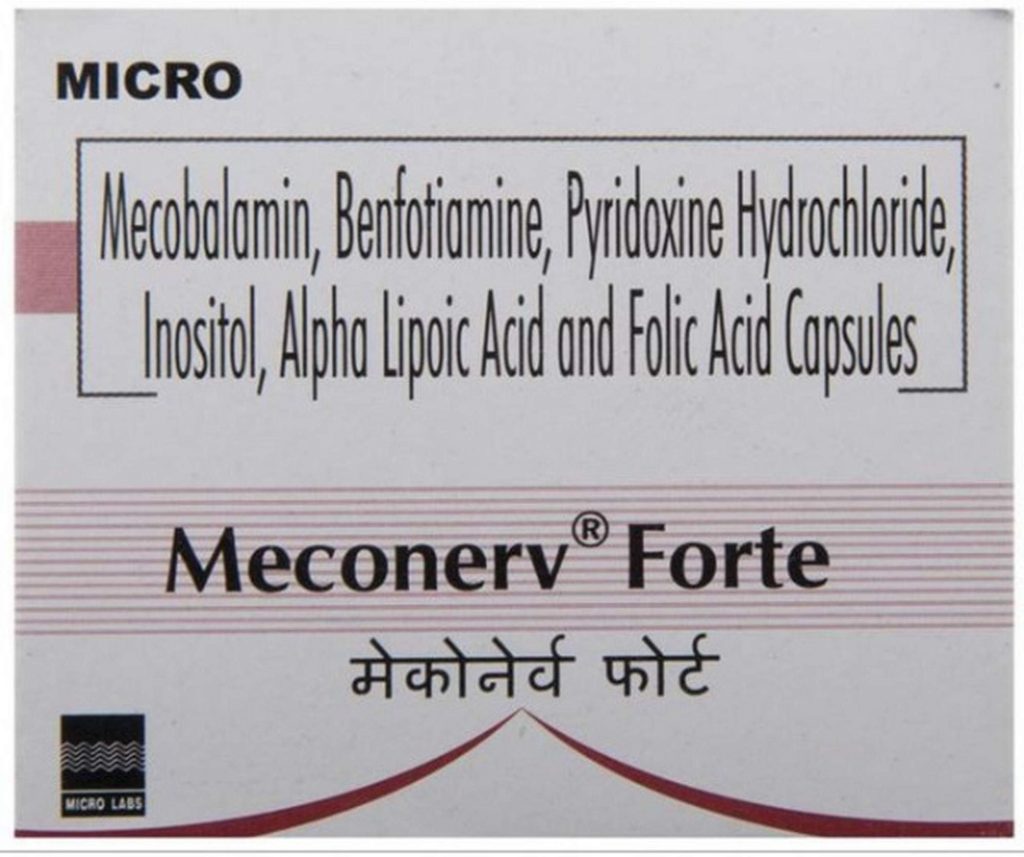 MICRO
Mecobalamin, Benfotiamine, Pyridoxine Hydrochloride,
Inositol, Alpha Lipoic Acid and Folic Acid Capsules
Meconerv® Forte
मेकोनेर्व फोर्ट
MICRO LABS